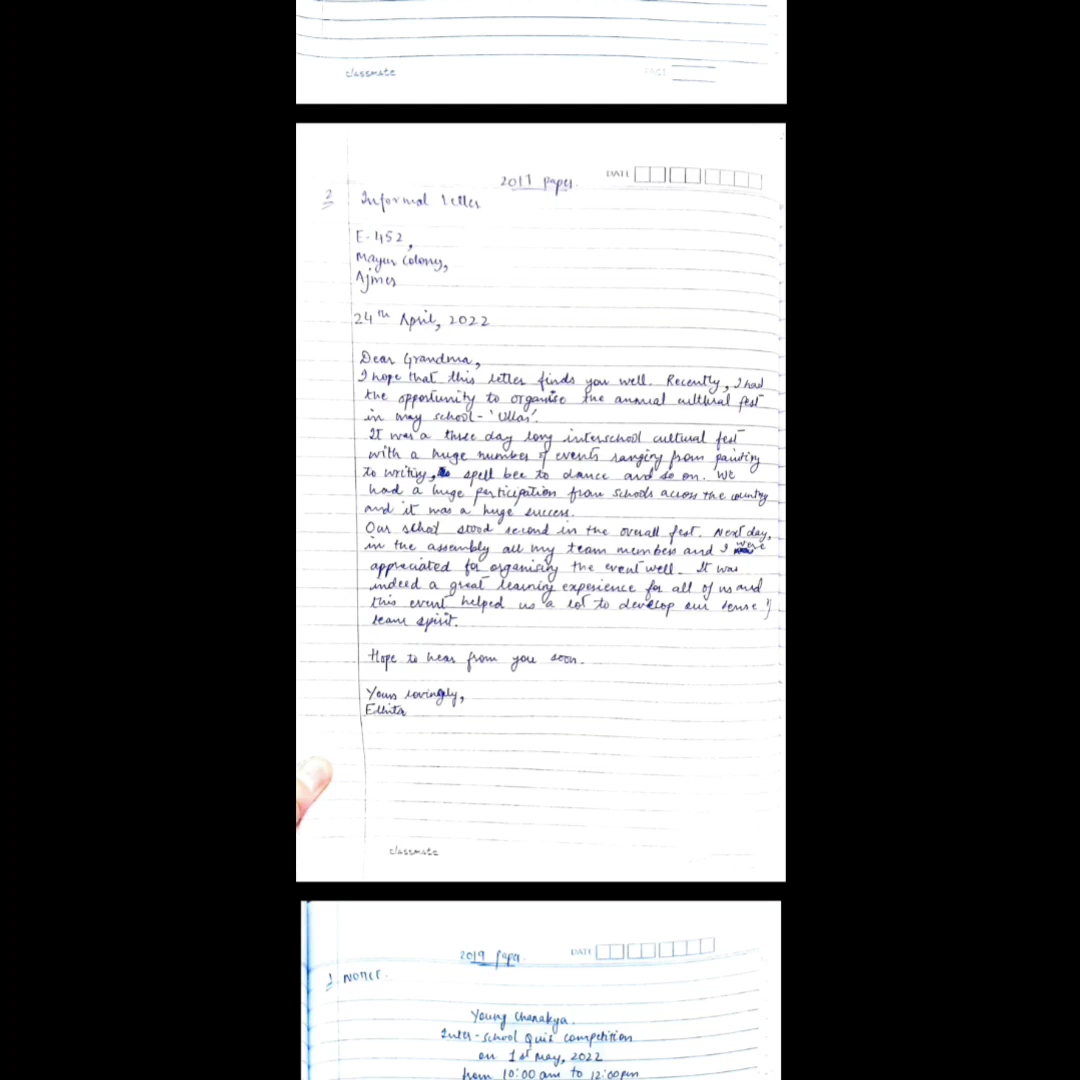 classmate
PAGE
2017 paper.
DATE
2 Informal letter
E-452,
Mayur Colony,
Ajmer
24th April, 2022
Dear Grandma,
I hope that this letter finds you well. Recently, I had
the opportunity to organise the annual cultural fest
in may school - 'Ullas'.
It was a three day long interschool cultural fest
with a huge number of events ranging from painting
to writing, spell bee to dance and so on. We
had a huge participation from schools across the country
and it was a huge success.
Our school stood second in the overall fest. Next day,
in the assembly all my team members and I were
appreciated for organising the event well. It was
indeed a great learning experience for all of us and
this event helped us a lot to develop our sense of
team spirit.
Hope to hear from you soon.
Yours lovingly,
classmate
2019 paper.
DATE
1 Notice.
Young Chanakya.
Inter-school Quiz competition
on 1st May, 2022
from 10:00 am to 12:00 pm